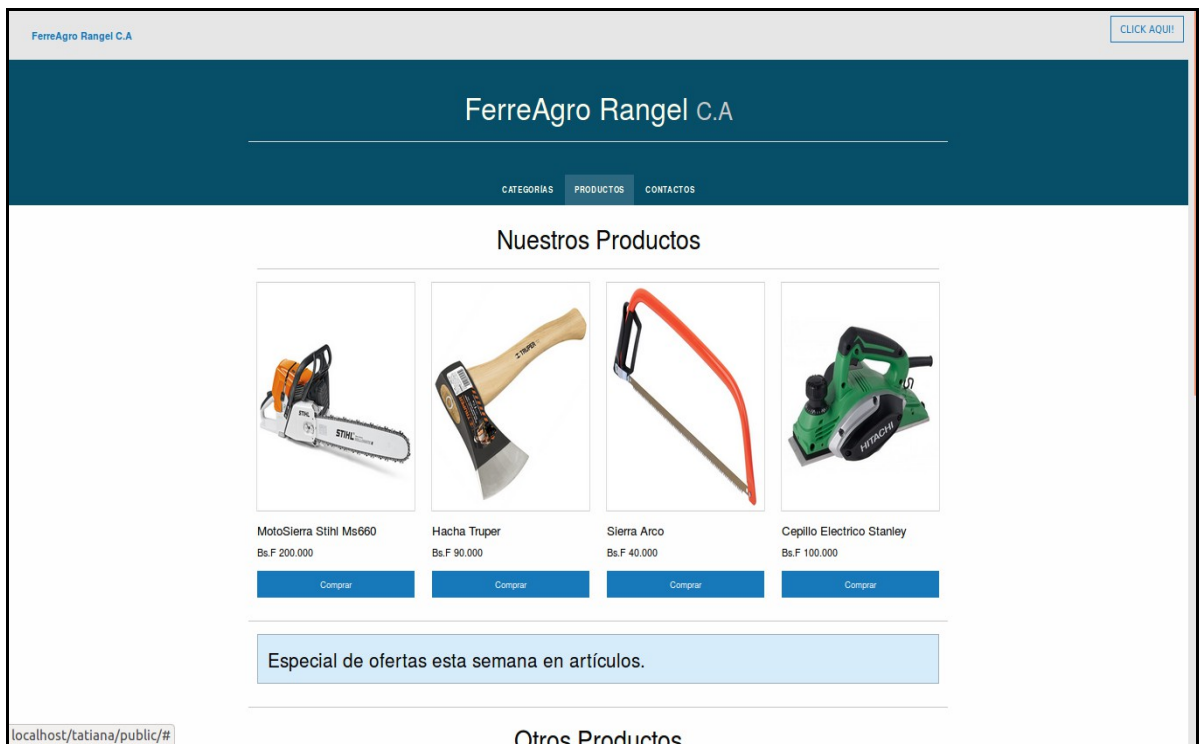 FerreAgro Rangel C.A
CLICK AQUI!
FerreAgro Rangel C.A
CATEGORÍAS PRODUCTOS CONTACTOS
Nuestros Productos
STIHL
STIHL
TRUPER
HITACHI
MotoSierra Stihl Ms660
Hacha Truper
Sierra Arco
Cepillo Electrico Stanley
Bs.F 200.000
Bs.F 90.000
Bs.F 40.000
Bs.F 100.000
Comprar
Comprar
Comprar
Comprar
Especial de ofertas esta semana en artículos.
Otros Productos
localhost/tatiana/public/#